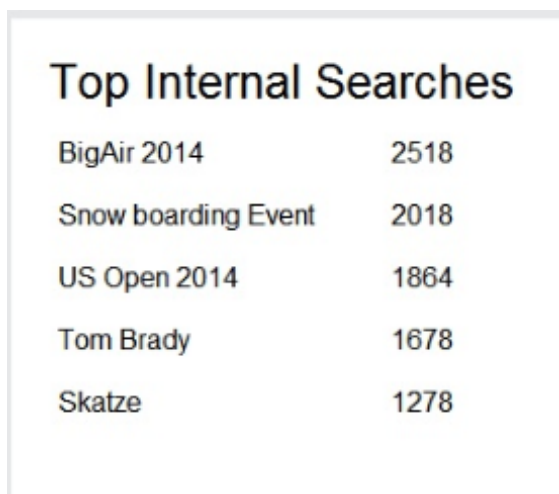 Top Internal Searches
BigAir 2014 2518
Snow boarding Event 2018
US Open 2014 1864
Tom Brady 1678
Skatze 1278